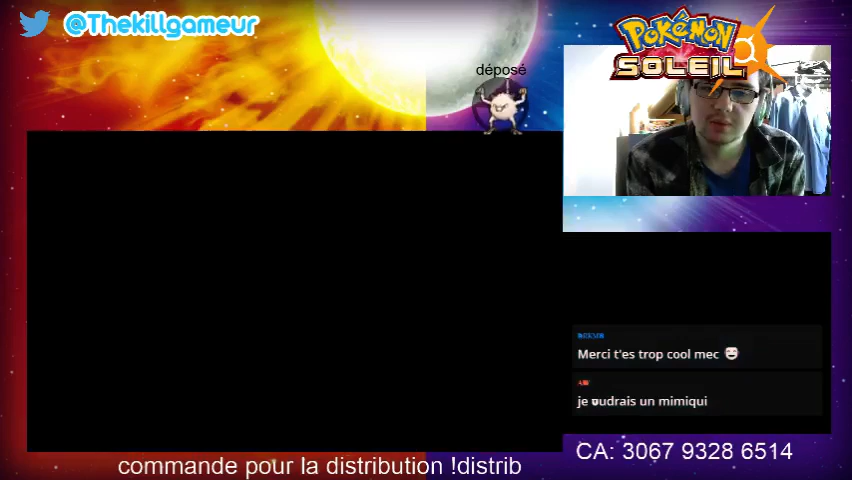 @Thekillgameur
POKéMON
SOLEIL
déposé
Merci t'es trop cool mec
je vudrais un mimiqui
CA: 3067 9328 6514
commande pour la distribution !distrib